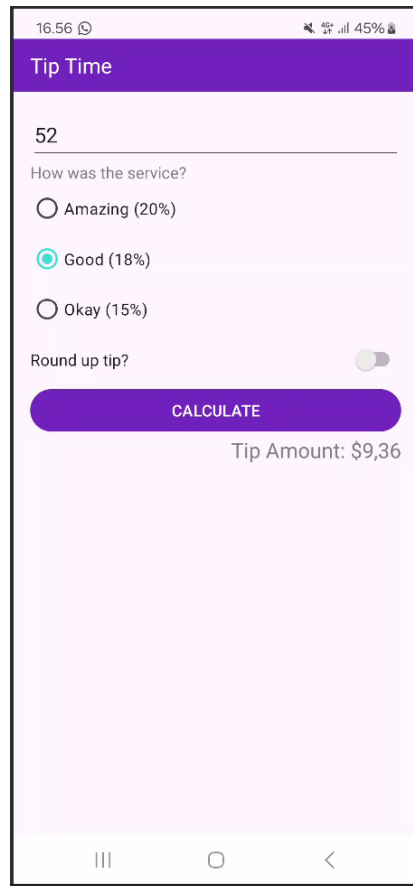 16.56 4G+ 45%
Tip Time
52
How was the service?
Amazing (20%)
Good (18%)
Okay (15%)
Round up tip?
CALCULATE
Tip Amount: $9,36